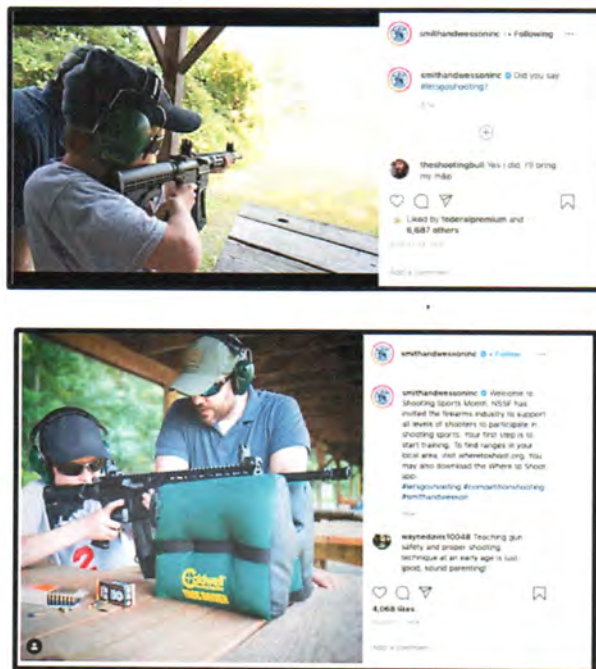 smithandwessoninc • Following ...
smithandwessoninc Did you say
#letsgoshooting?
theshootingbull Yes I did. I'll bring
my m&p
Liked by federalpremium and
6,687 others
Add a comment...
smithandwessoninc • Follow ...
smithandwessoninc Welcome to
Shooting Sports Month. NSSF has
invited the firearms industry to support
all levels of shooters to participate in
shooting sports. Your first step is to
start training. To find ranges in your
local area, visit wheretoshoot.org. You
may also download the Where to Shoot
app.
#letsgoshooting #competitionshooting
#smithandwesson
waynedavis10048 Teaching gun
safety and proper shooting
technique at an early age is just
good, sound parenting!
4,068 likes
Add a comment...
Caldwell